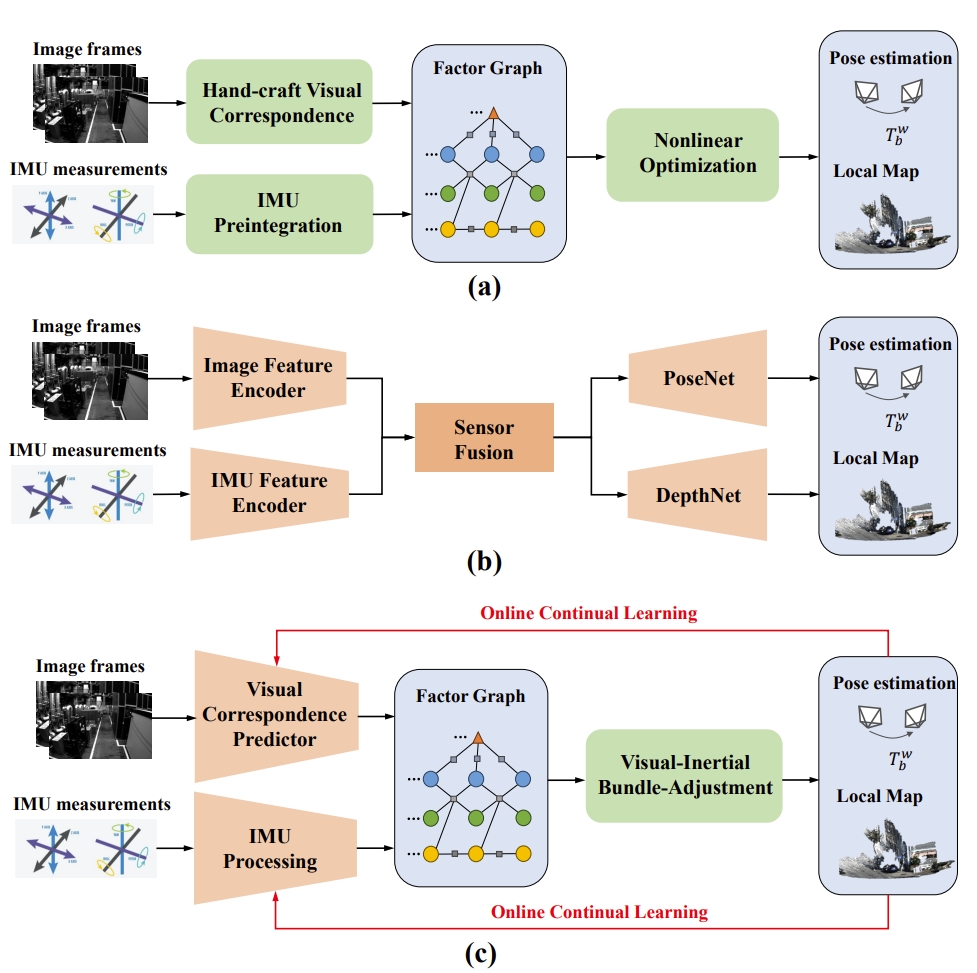 Image frames
Hand-craft Visual
Correspondence
IMU measurements
IMU
Preintegration
Factor Graph
...
...
...
...
Nonlinear
Optimization
Pose estimation
T_b^w
Local Map
(a)
Image frames
Image Feature
Encoder
IMU measurements
IMU Feature
Encoder
Sensor
Fusion
PoseNet
DepthNet
Pose estimation
T_b^w
Local Map
(b)
Online Continual Learning
Image frames
Visual
Correspondence
Predictor
IMU measurements
IMU
Processing
Factor Graph
...
...
...
...
Visual-Inertial
Bundle-Adjustment
Pose estimation
T_b^w
Local Map
Online Continual Learning
(c)